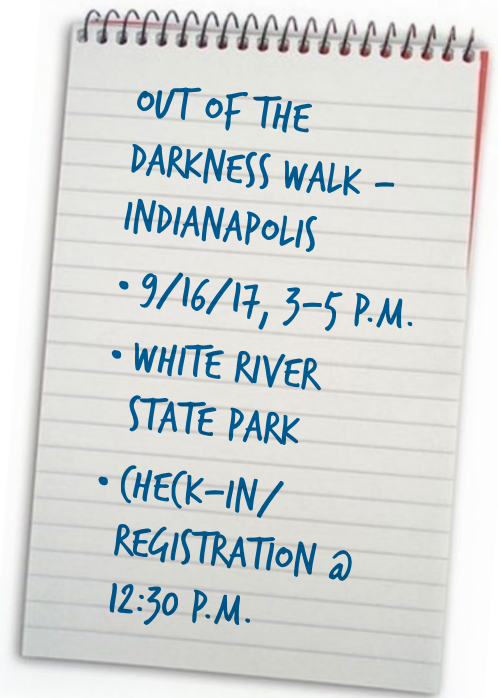 OUT OF THE
DARKNESS WALK –
INDIANAPOLIS
• 9/16/17, 3–5 P.M.
• WHITE RIVER
STATE PARK
• CHECK–IN/
REGISTRATION @
12:30 P.M.